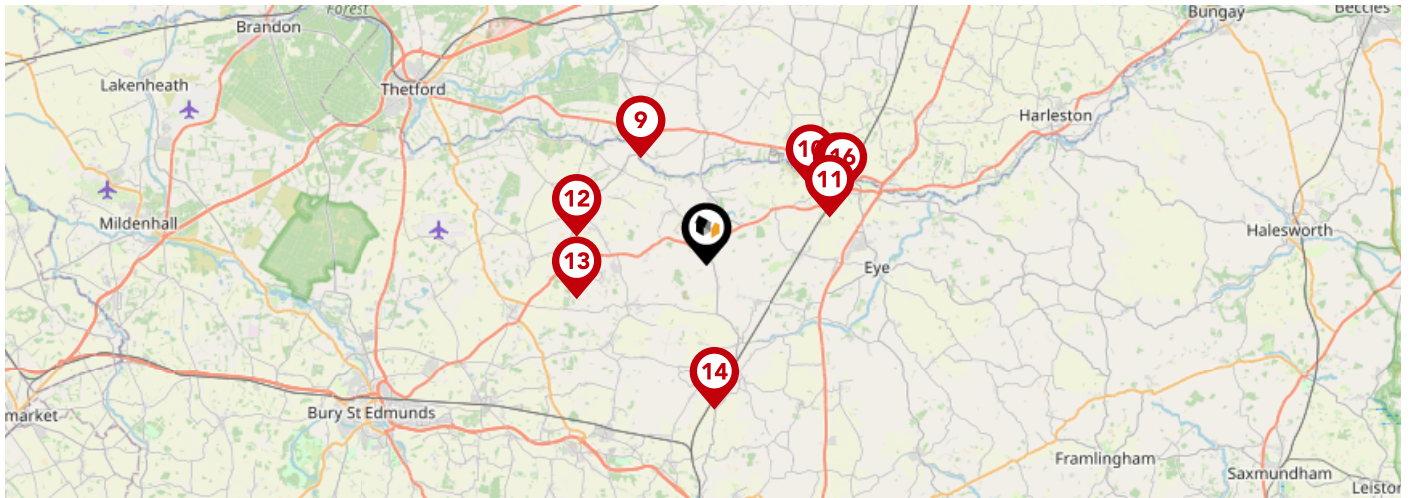 Forest
Brandon
Bungay
Beccles
Lakenheath
Thetford
Harleston
9
10
16
11
12
Mildenhall
Halesworth
13
Eye
14
market
Bury St Edmunds
Framlingham
Saxmundham
Leiston